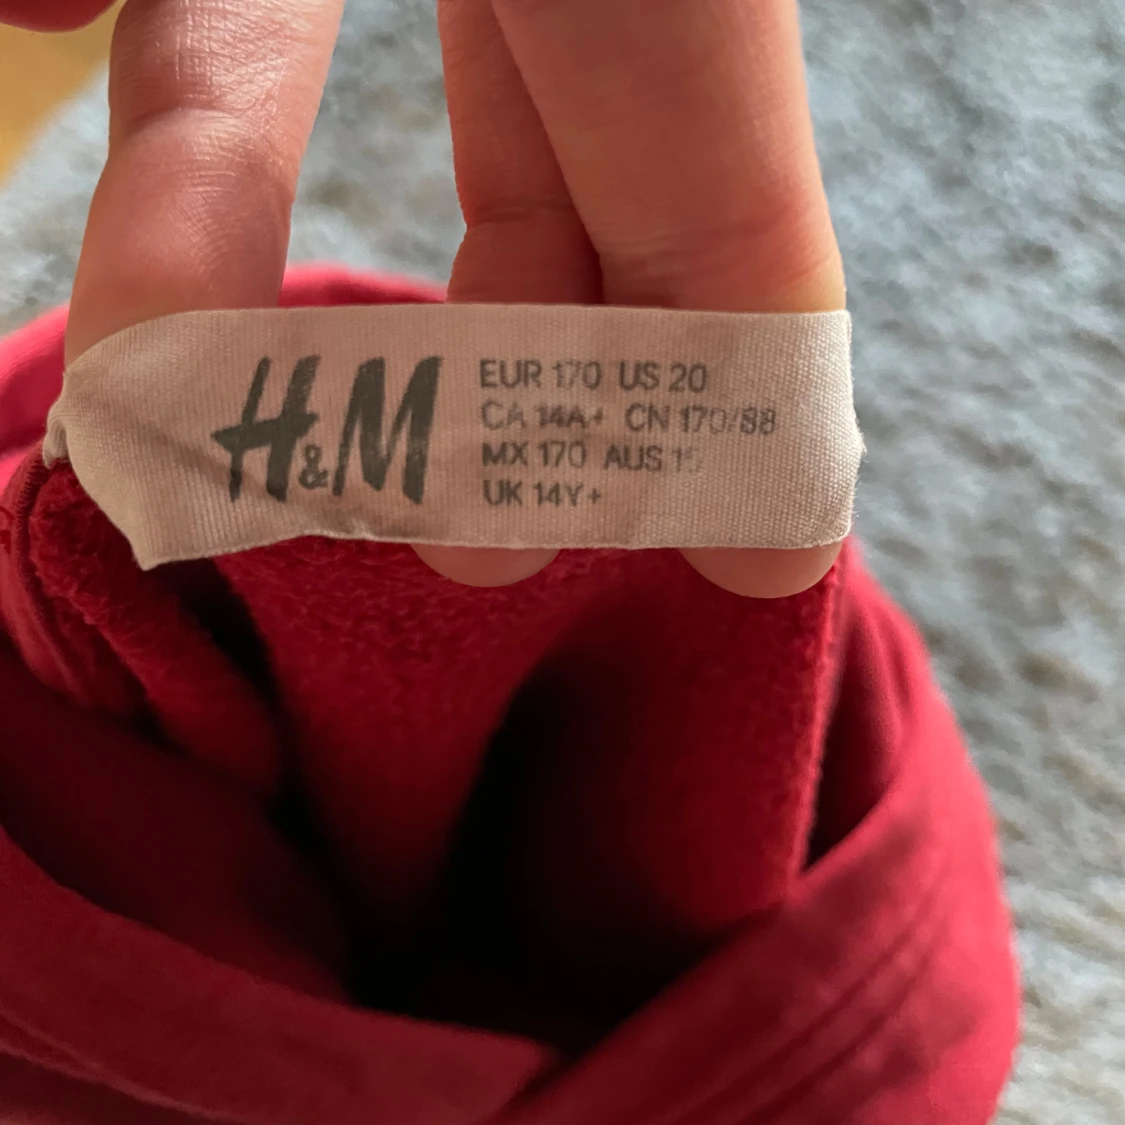 H&M
EUR 170 US 20
CA 14A+ CN 170/88
MX 170 AUS
UK 14Y+